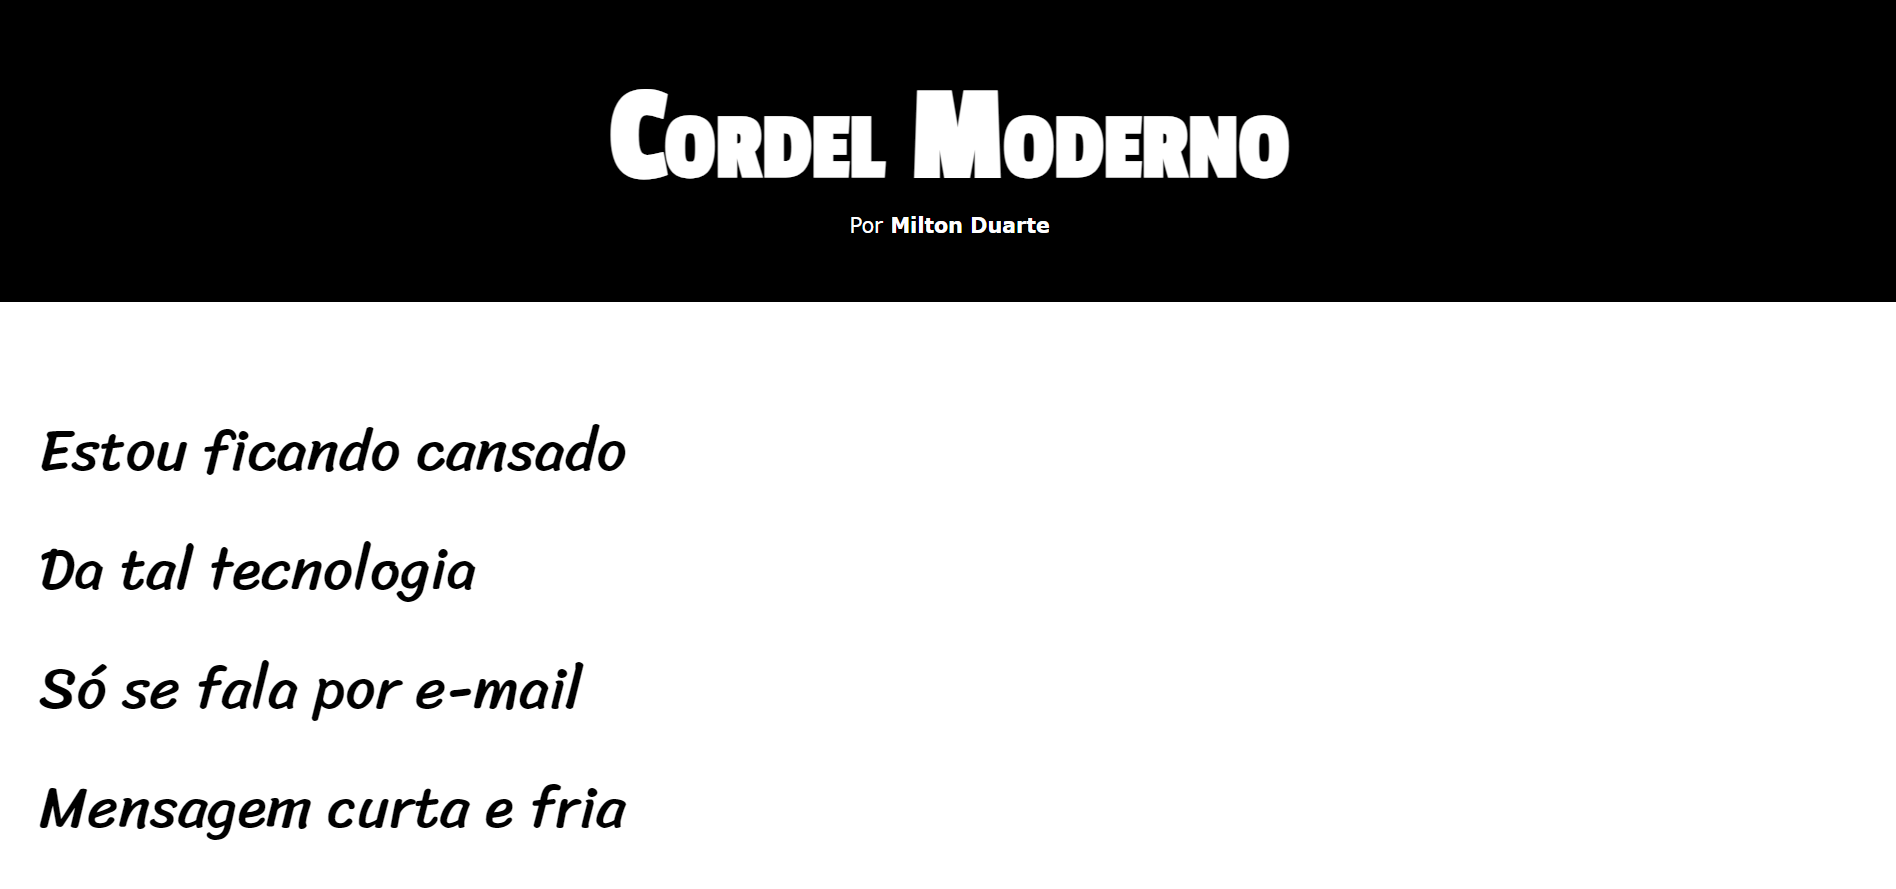 Cordel Moderno
Por Milton Duarte
Estou ficando cansado
Da tal tecnologia
Só se fala por e-mail
Mensagem curta e fria